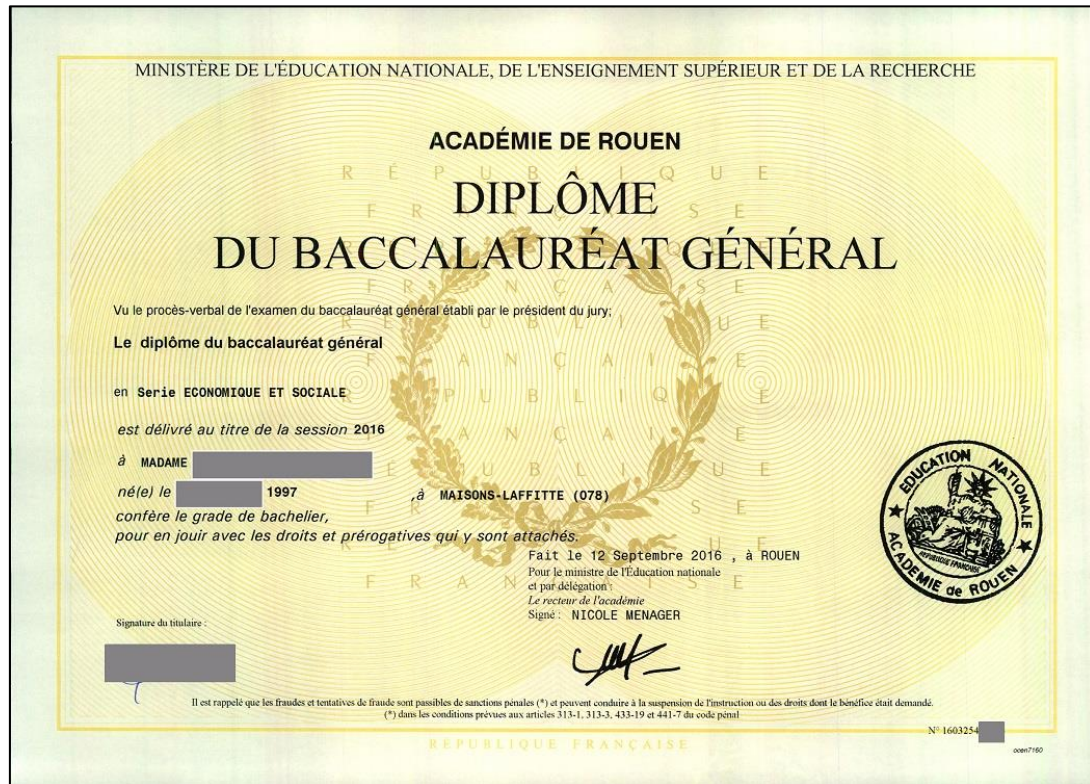 MINISTÈRE DE L'ÉDUCATION NATIONALE, DE L'ENSEIGNEMENT SUPÉRIEUR ET DE LA RECHERCHE
ACADÉMIE DE ROUEN
DIPLÔME
DU BACCALAURÉAT GÉNÉRAL
Vu le procès-verbal de l'examen du baccalauréat général établi par le président du jury;
Le diplôme du baccalauréat général
en Serie ECONOMIQUE ET SOCIALE
est délivré au titre de la session 2016
à MADAME
né(e) le 1997 ,à MAISONS-LAFFITTE (078)
confère le grade de bachelier,
pour en jouir avec les droits et prérogatives qui y sont attachés.
Fait le 12 Septembre 2016 , à ROUEN
Pour le ministre de l'Éducation nationale
et par délégation :
Le recteur de l'académie
Signé : NICOLE MENAGER
EDUCATION NATIONALE
REPUBLIQUE FRANÇAISE
ACADEMIE de ROUEN
Signature du titulaire :
Il est rappelé que les fraudes et tentatives de fraude sont passibles de sanctions pénales (*) et peuvent conduire à la suspension de l'instruction ou des droits dont le bénéfice était demandé.
(*) dans les conditions prévues aux articles 313-1, 313-3, 433-19 et 441-7 du code pénal
N° 1603254
RÉPUBLIQUE FRANÇAISE
ocen7160